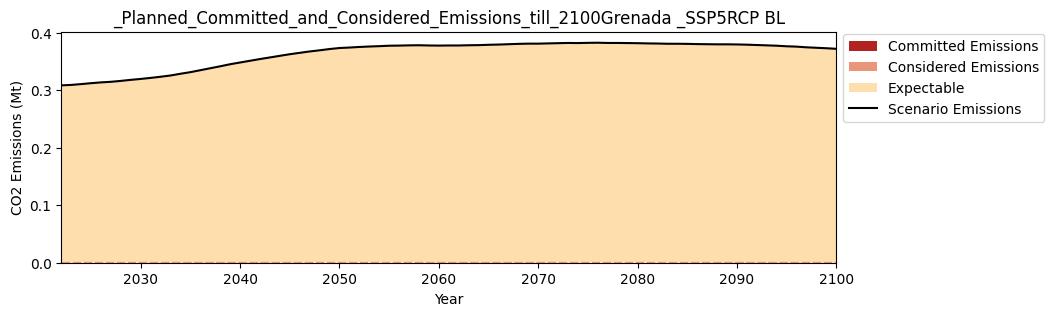 _Planned_Committed_and_Considered_Emissions_till_2100Grenada _SSP5RCP BL
CO2 Emissions (Mt)
0.4
0.3
0.2
0.1
0.0
2030 2040 2050 2060 2070 2080 2090 2100
Year
Committed Emissions
Considered Emissions
Expectable
Scenario Emissions